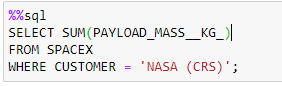 %%sql
SELECT SUM(PAYLOAD_MASS__KG_)
FROM SPACEX
WHERE CUSTOMER = 'NASA (CRS)';